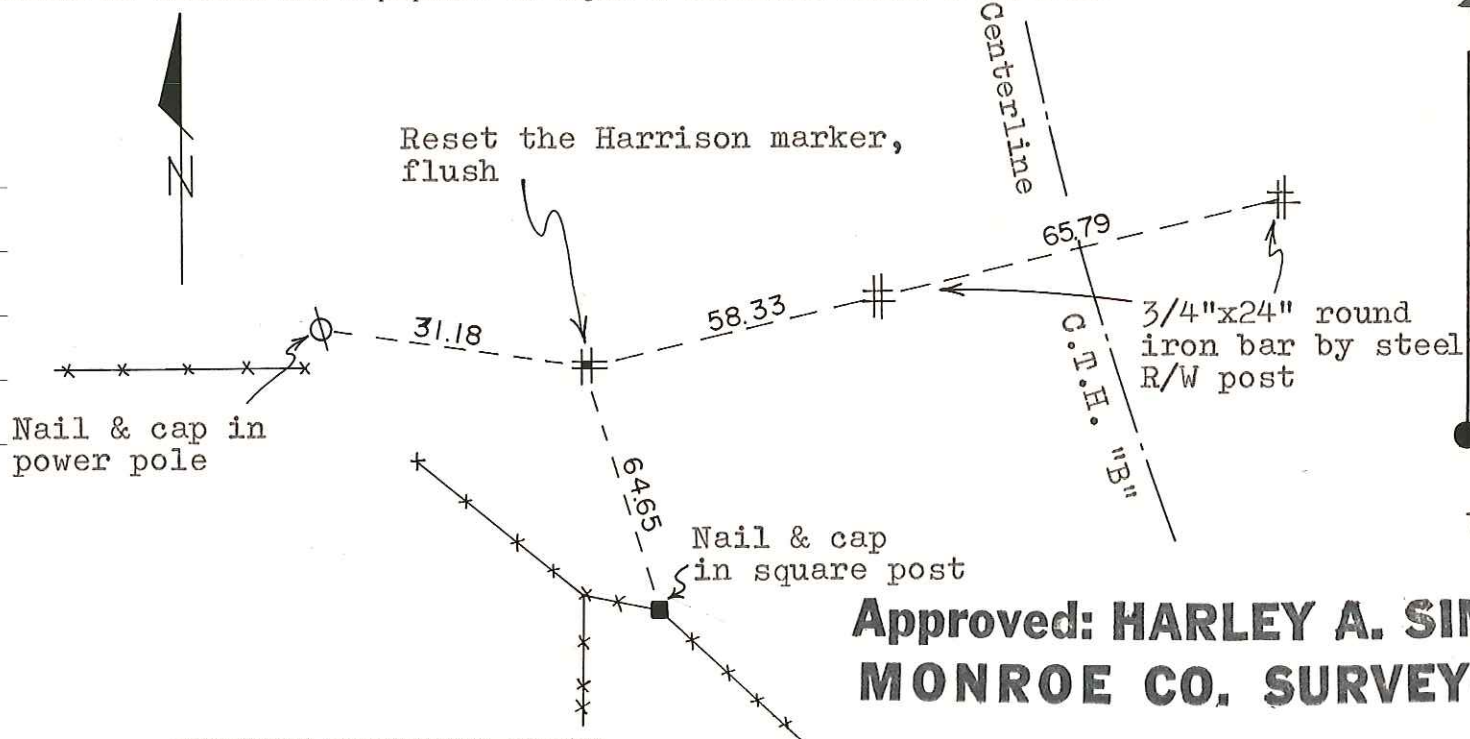 Centerline
Reset the Harrison marker,
flush
N
65.79
58.33
31.18
3/4"x24" round
iron bar by steel
R/W post
C.T.H. "B"
Nail & cap in
power pole
64.65
Nail & cap
in square post
Approved: HARLEY A. SI
MONROE CO. SURVEY